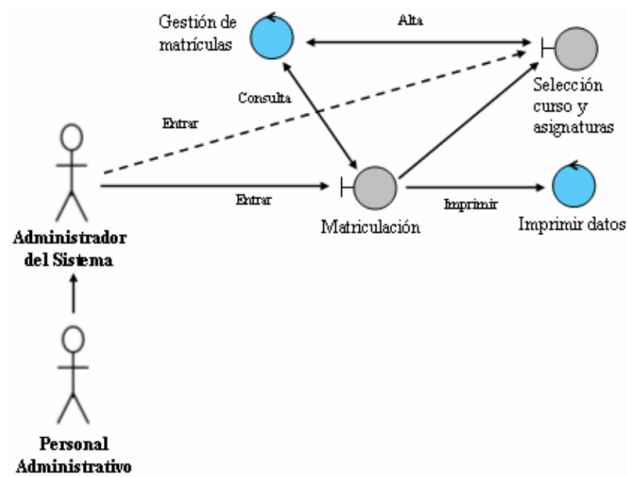 Gestión de
matrículas
Alta
Selección
curso y
asignaturas
Consulta
Entrar
Entrar
Imprimir
Matriculación
Imprimir datos
Administrador
del Sistema
Personal
Administrativo